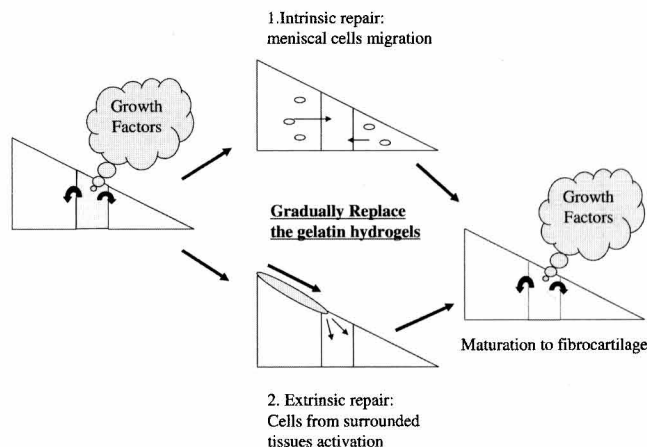 1.Intrinsic repair:
meniscal cells migration
Growth
Factors
Gradually Replace
the gelatin hydrogels
Growth
Factors
Maturation to fibrocartilage
2. Extrinsic repair:
Cells from surrounded
tissues activation